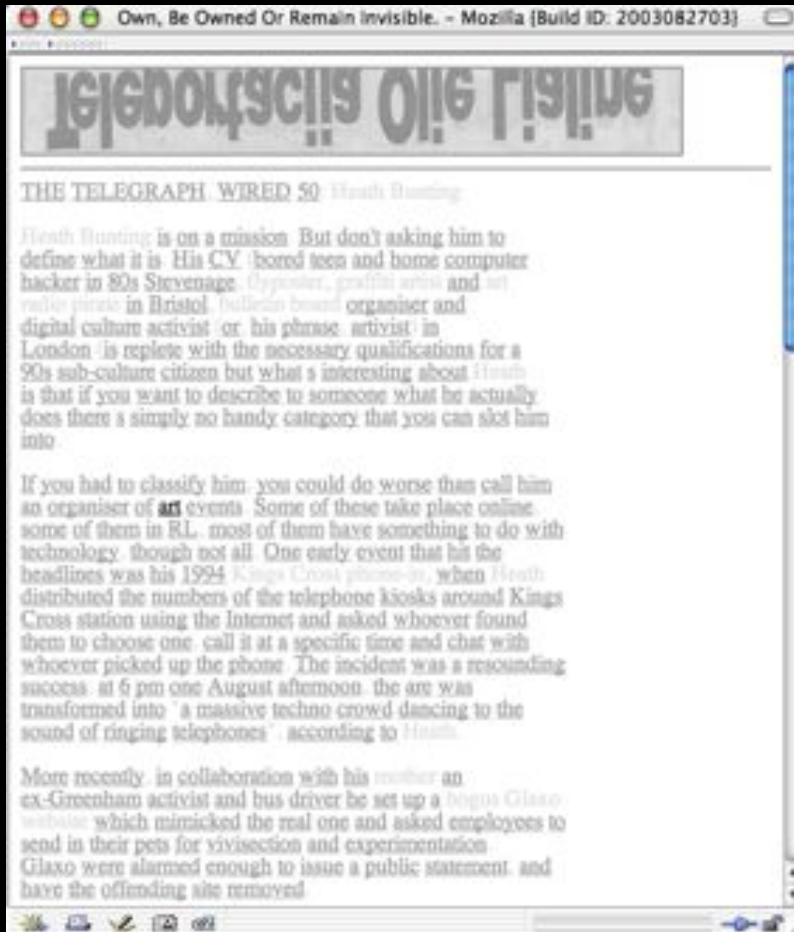 Own, Be Owned Or Remain Invisible. - Mozilla {Build ID: 2003082703}
Teleportacija Olie Lialine
THE TELEGRAPH, WIRED 50: Heath Bunting
Heath Bunting is on a mission. But don't asking him to
define what it is. His CV (bored teen and home computer
hacker in 80s Stevenage, flyposter, graffiti artist and art
radio pirate in Bristol, bulletin board organiser and
digital culture activist (or, his phrase, artivist) in
London) is replete with the necessary qualifications for a
90s sub-culture citizen but what s interesting about Heath
is that if you want to describe to someone what he actually
does there s simply no handy category that you can slot him
into
If you had to classify him, you could do worse than call him
an organiser of art events. Some of these take place online,
some of them in RL, most of them have something to do with
technology, though not all. One early event that hit the
headlines was his 1994 Kings Cross phone-in, when Heath
distributed the numbers of the telephone kiosks around Kings
Cross station using the Internet and asked whoever found
them to choose one, call it at a specific time and chat with
whoever picked up the phone. The incident was a resounding
success, at 6 pm one August afternoon, the are was
transformed into "a massive techno crowd dancing to the
sound of ringing telephones", according to Heath.
More recently, in collaboration with his mother an
ex-Greenham activist and bus driver he set up a bogus Glaxo
website which mimicked the real one and asked employees to
send in their pets for vivisection and experimentation.
Glaxo were alarmed enough to issue a public statement, and
have the offending site removed